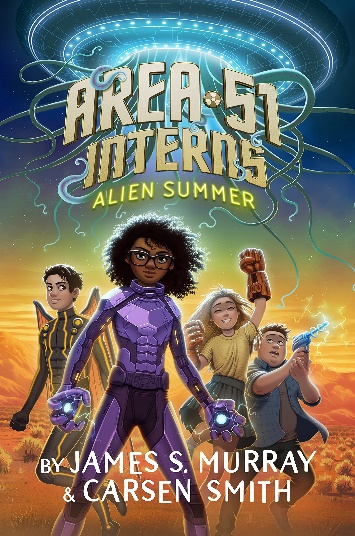 AREA 51
INTERNS
ALIEN SUMMER
BY JAMES S. MURRAY
& CARSEN SMITH